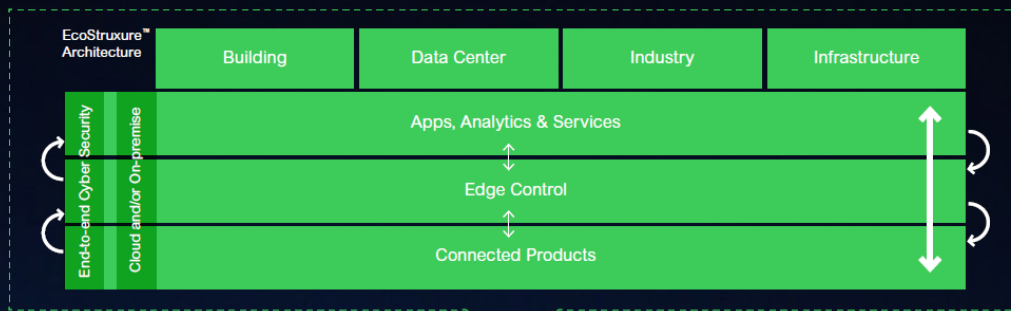 EcoStruxure™
Architecture
Building
Data Center
Industry
Infrastructure
End-to-end Cyber Security
Cloud and/or On-premise
Apps, Analytics & Services
Edge Control
Connected Products